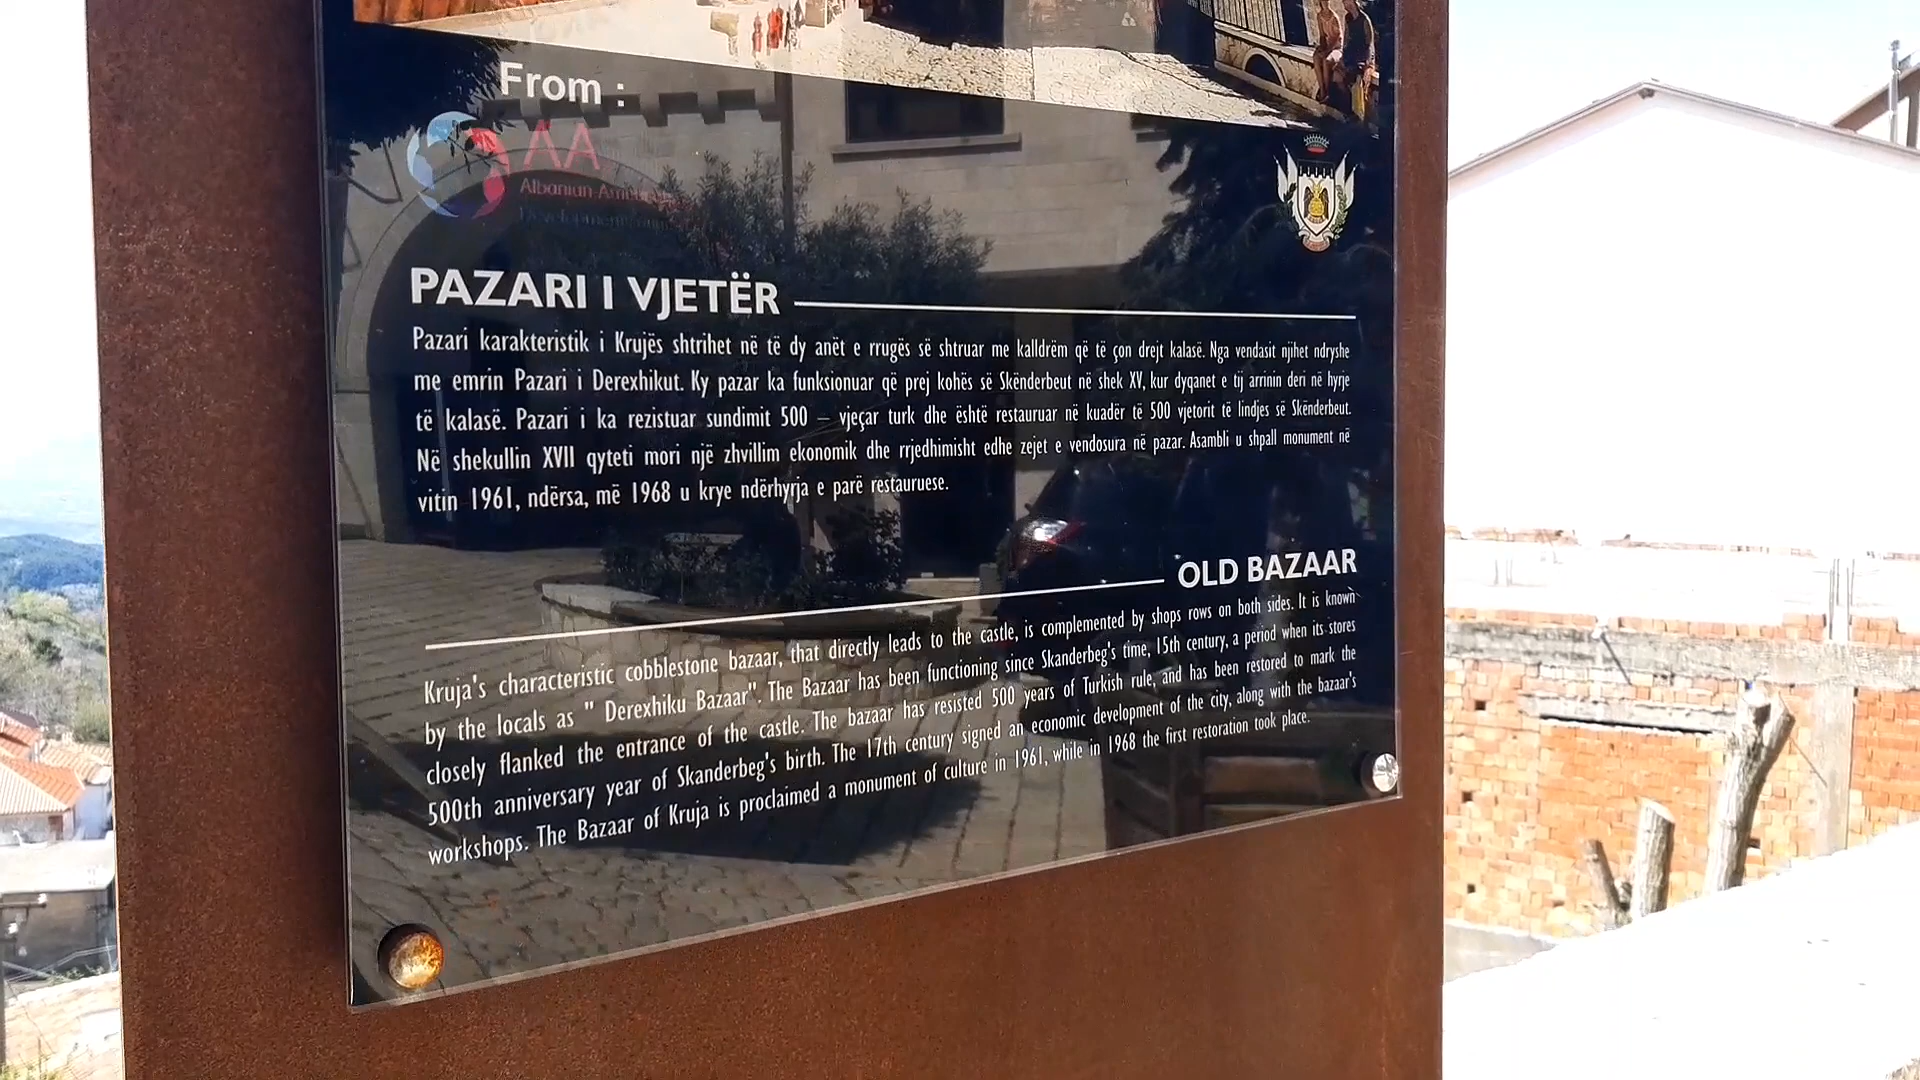 From :
AA
Albanian-American
Development
PAZARI I VJETËR
Pazari karakteristik i Krujës shtrihet në të dy anët e rrugës së shtruar me kalldrëm që të çon drejt kalasë. Nga vendasit njihet ndryshe
me emrin Pazari i Derexhikut. Ky pazar ka funksionuar që prej kohës së Skënderbeut në shek XV, kur dyqanet e tij arrinin deri në hyrje
të kalasë. Pazari i ka rezistuar sundimit 500 – vjeçar turk dhe është restauruar në kuadër të 500 vjetorit të lindjes së Skënderbeut.
Në shekullin XVII qyteti mori një zhvillim ekonomik dhe rrjedhimisht edhe zejet e vendosura në pazar. Asambli u shpall monument në
vitin 1961, ndërsa, më 1968 u krye ndërhyrja e parë restauruese.
OLD BAZAAR
Kruja's characteristic cobblestone bazaar, that directly leads to the castle, is complemented by shops rows on both sides. It is known
by the locals as " Derexhiku Bazaar". The Bazaar has been functioning since Skanderbeg's time, 15th century, a period when its stores
closely flanked the entrance of the castle. The bazaar has resisted 500 years of Turkish rule, and has been restored to mark the
500th anniversary year of Skanderbeg's birth. The 17th century signed an economic development of the city, along with the bazaar's
workshops. The Bazaar of Kruja is proclaimed a monument of culture in 1961, while in 1968 the first restoration took place.